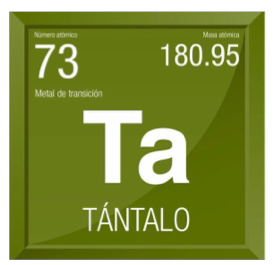 Número atómico
Masa atómica
73
180.95
Metal de transición
Ta
TÁNTALO